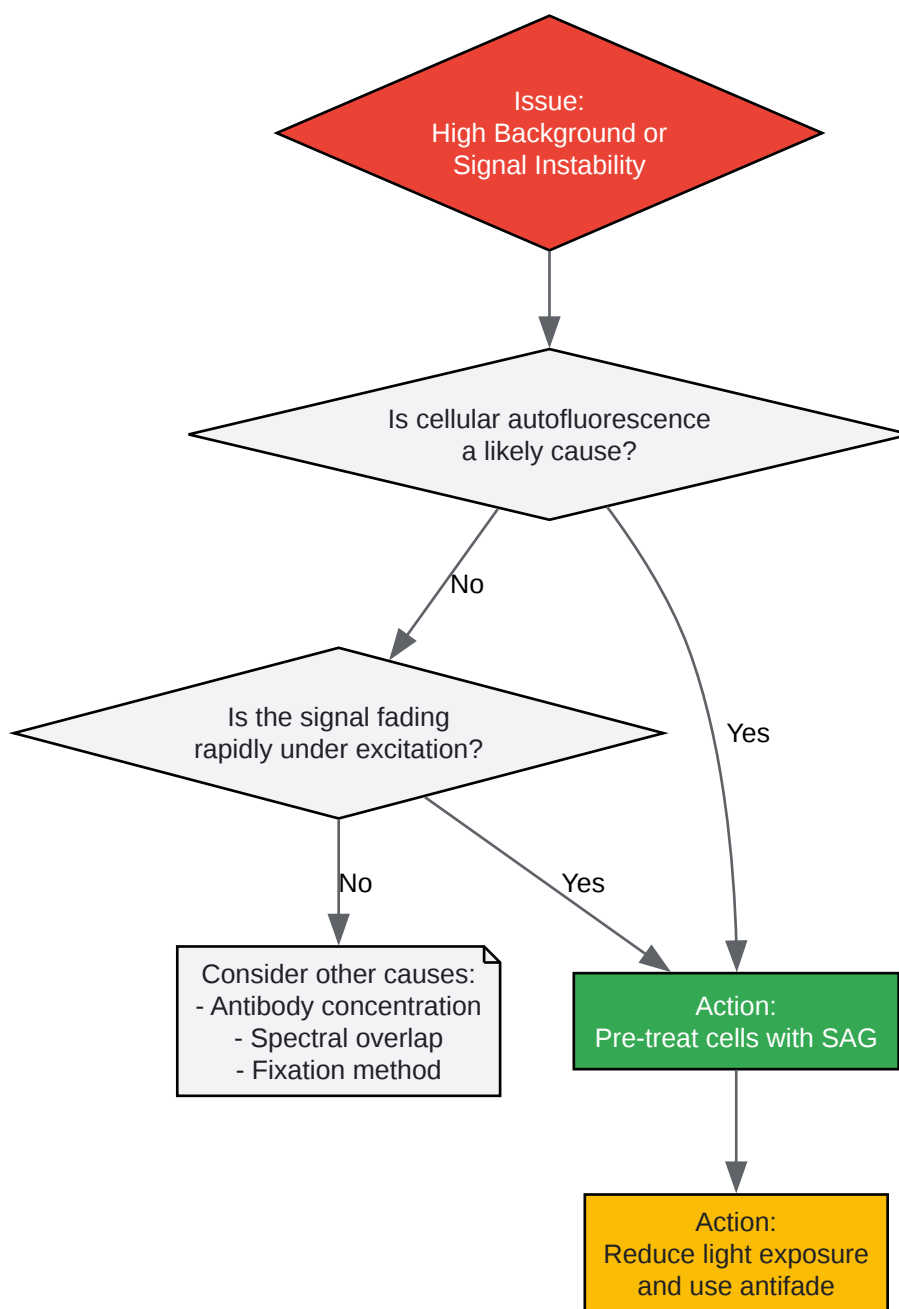 Issue:
High Background or
Signal Instability
Is cellular autofluorescence
a likely cause?
No
Yes
Is the signal fading
rapidly under excitation?
No
Yes
Consider other causes:
- Antibody concentration
- Spectral overlap
- Fixation method
Action:
Pre-treat cells with SAG
Action:
Reduce light exposure
and use antifade